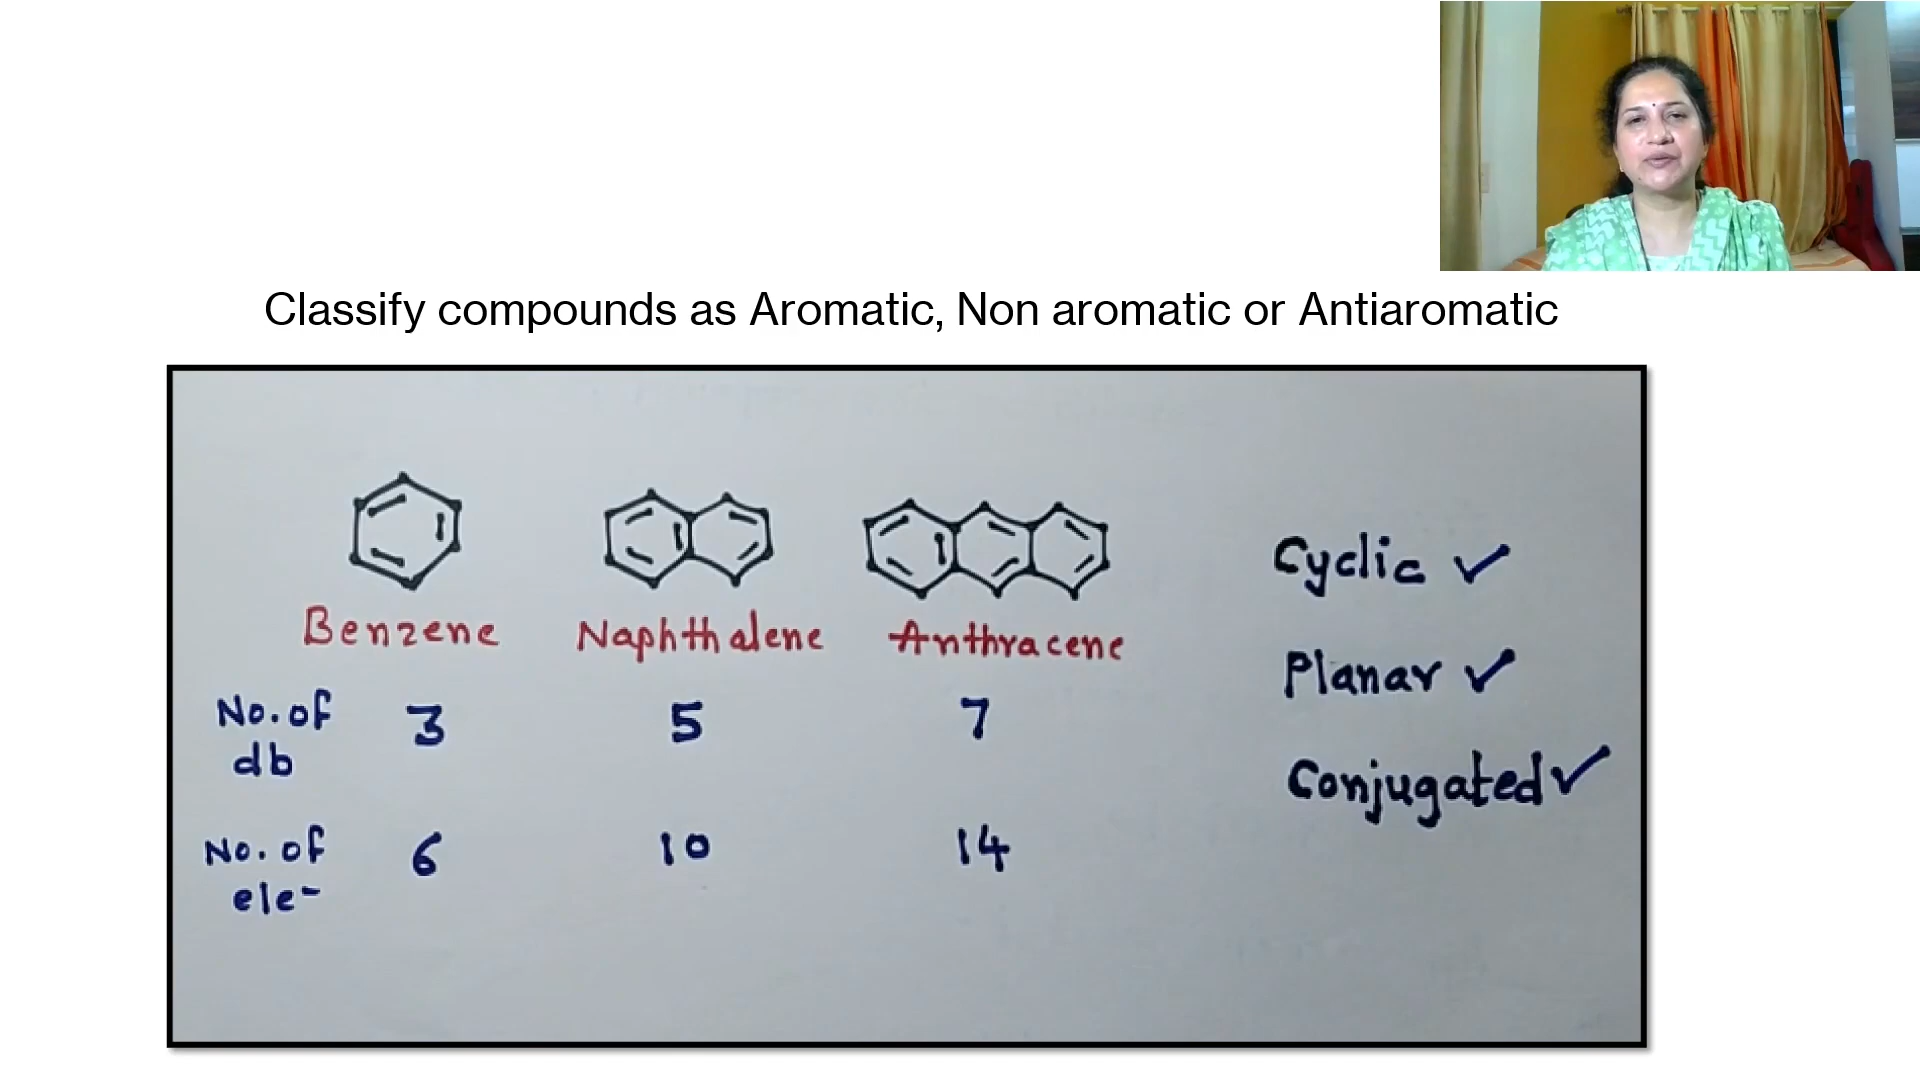 Classify compounds as Aromatic, Non aromatic or Antiaromatic
Benzene Naphthalene Anthracene
No. of db 3 5 7
No. of ele- 6 10 14
Cyclic ✓
Planar ✓
Conjugated ✓